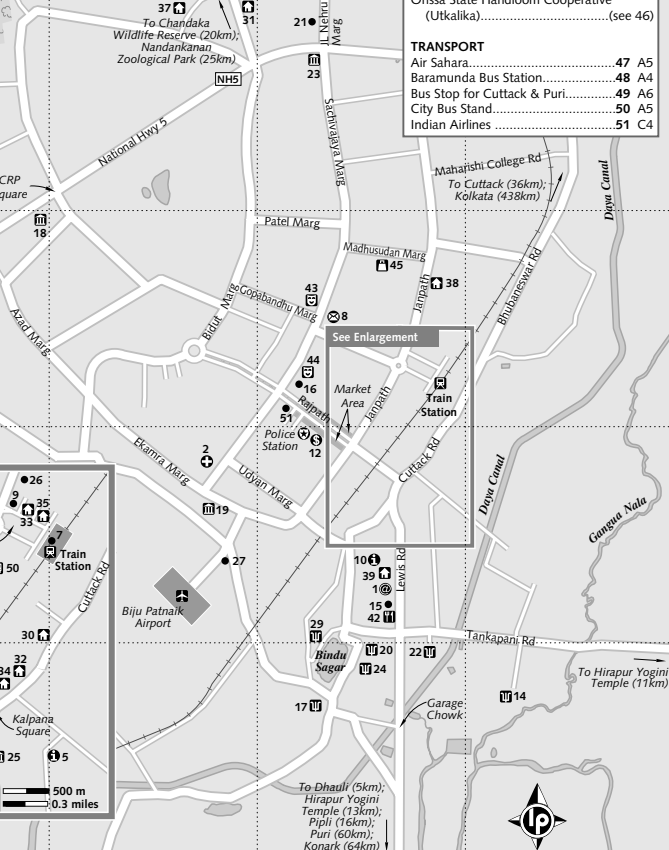 Orissa State Handloom Cooperative
(Utkalika).........................(see 46)
TRANSPORT
Air Sahara..................................47 A5
Baramunda Bus Station............48 A4
Bus Stop for Cuttack & Puri......49 A6
City Bus Stand..........................50 A5
Indian Airlines ..........................51 C4
37
31
21
JL Nehru Marg
To Chandaka
Wildlife Reserve (20km);
Nandankanan
Zoological Park (25km)
23
NH5
National Hwy 5
Sachivajaya Marg
Maharishi College Rd
To Cuttack (36km);
Kolkata (438km)
Daya Canal
CRP
Square
18
Patel Marg
Madhusudan Marg
45
38
Janpath
Bhubaneswar Rd
43
Gopabandhu Marg
8
Bidut Marg
Azad Marg
See Enlargement
44
16
Market
Area
Train
Station
Rajpath
Janpath
51
Police
Station
12
Cuttack Rd
2
Ekamra Marg
Udyan Marg
19
Daya Canal
Gangua Nala
26
9
35
33
7
Train
Station
50
Cuttack Rd
27
10
39
1
15
42
Lewis Rd
Biju Patnaik
Airport
30
29
Bindu
Sagar
20
22
24
Tankapani Rd
To Hirapur Yogini
Temple (11km)
32
34
14
17
Garage
Chowk
Kalpana
Square
25
5
500 m
0.3 miles
To Dhauli (5km);
Hirapur Yogini
Temple (13km);
Pipli (16km);
Puri (60km);
Konark (64km)
lp